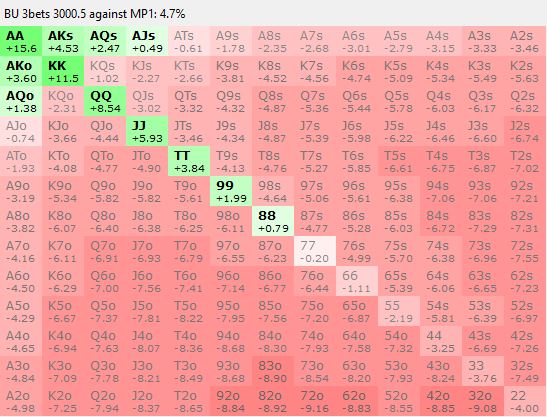 BU 3bets 3000.5 against MP1: 4.7%
AA AKs AQs AJs ATs A9s A8s A7s A6s A5s A4s A3s A2s
+15.6 +4.53 +2.47 +0.49 -0.61 -1.78 -2.35 -2.68 -3.01 -2.79 -3.15 -3.33 -3.46
AKo KK KQs KJs KTs K9s K8s K7s K6s K5s K4s K3s K2s
+3.60 +11.5 -1.02 -2.27 -2.66 -3.81 -4.52 -4.56 -4.74 -5.09 -5.34 -5.49 -5.63
AQo KQo QQ QJs QTs Q9s Q8s Q7s Q6s Q5s Q4s Q3s Q2s
+1.38 -2.31 +8.54 -3.02 -3.32 -4.32 -4.87 -5.36 -5.44 -5.78 -6.03 -6.17 -6.32
AJo KJo QJo JJ JTs J9s J8s J7s J6s J5s J4s J3s J2s
-0.74 -3.66 -4.44 +5.93 -3.46 -4.34 -4.87 -5.39 -5.98 -6.22 -6.46 -6.60 -6.74
ATo KTo QTo JTo TT T9s T8s T7s T6s T5s T4s T3s T2s
-1.93 -4.08 -4.77 -4.90 +3.84 -4.13 -4.76 -5.27 -5.85 -6.61 -6.75 -6.87 -7.02
A9o K9o Q9o J9o T9o 99 98s 97s 96s 95s 94s 93s 92s
-3.19 -5.34 -5.82 -5.82 -5.61 +1.99 -4.64 -5.06 -5.61 -6.38 -7.06 -7.06 -7.21
A8o K8o Q8o J8o T8o 98o 88 87s 86s 85s 84s 83s 82s
-3.82 -6.07 -6.40 -6.38 -6.25 -6.11 +0.79 -4.77 -5.28 -6.03 -6.72 -7.29 -7.31
A7o K7o Q7o J7o T7o 97o 87o 77 76s 75s 74s 73s 72s
-4.16 -6.11 -6.91 -6.93 -6.79 -6.55 -6.23 -0.20 -4.99 -5.70 -6.38 -6.96 -7.55
A6o K6o Q6o J6o T6o 96o 86o 76o 66 65s 64s 63s 62s
-4.50 -6.29 -7.00 -7.56 -7.41 -7.14 -6.77 -6.44 -1.11 -5.39 -6.06 -6.65 -7.23
A5o K5o Q5o J5o T5o 95o 85o 75o 65o 55 54s 53s 52s
-4.29 -6.67 -7.37 -7.81 -8.22 -7.95 -7.56 -7.20 -6.87 -2.19 -5.81 -6.39 -6.97
A4o K4o Q4o J4o T4o 94o 84o 74o 64o 54o 44 43s 42s
-4.65 -6.94 -7.63 -8.07 -8.36 -8.68 -8.30 -7.93 -7.58 -7.32 -3.25 -6.69 -7.26
A3o K3o Q3o J3o T3o 93o 83o 73o 63o 53o 43o 33 32s
-4.84 -7.09 -7.78 -8.21 -8.49 -8.68 -8.90 -8.54 -8.20 -7.93 -8.24 -3.76 -7.49
A2o K2o Q2o J2o T2o 92o 82o 72o 62o 52o 42o 32o 22
-4.98 -7.25 -7.94 -8.37 -8.65 -8.84 -8.92 -9.16 -8.83 -8.55 -8.85 -9.08 -4.00